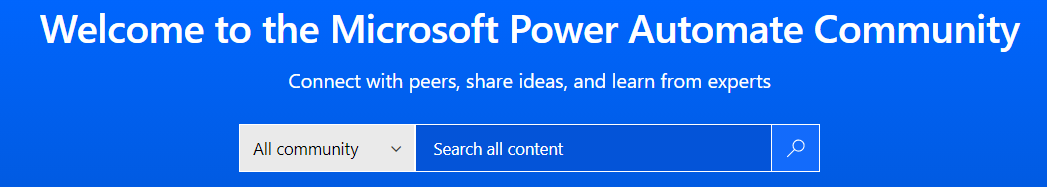 Welcome to the Microsoft Power Automate Community
Connect with peers, share ideas, and learn from experts
All community Search all content